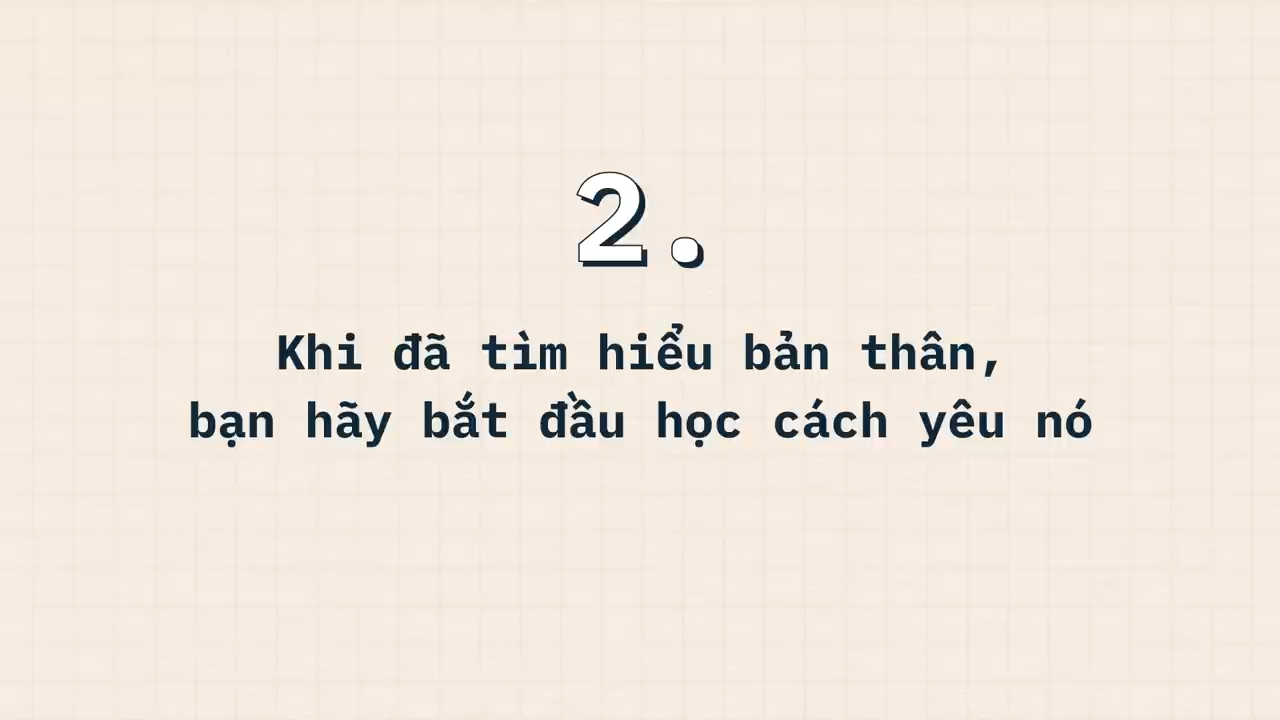 2.
Khi đã tìm hiểu bản thân,
bạn hãy bắt đầu học cách yêu nó